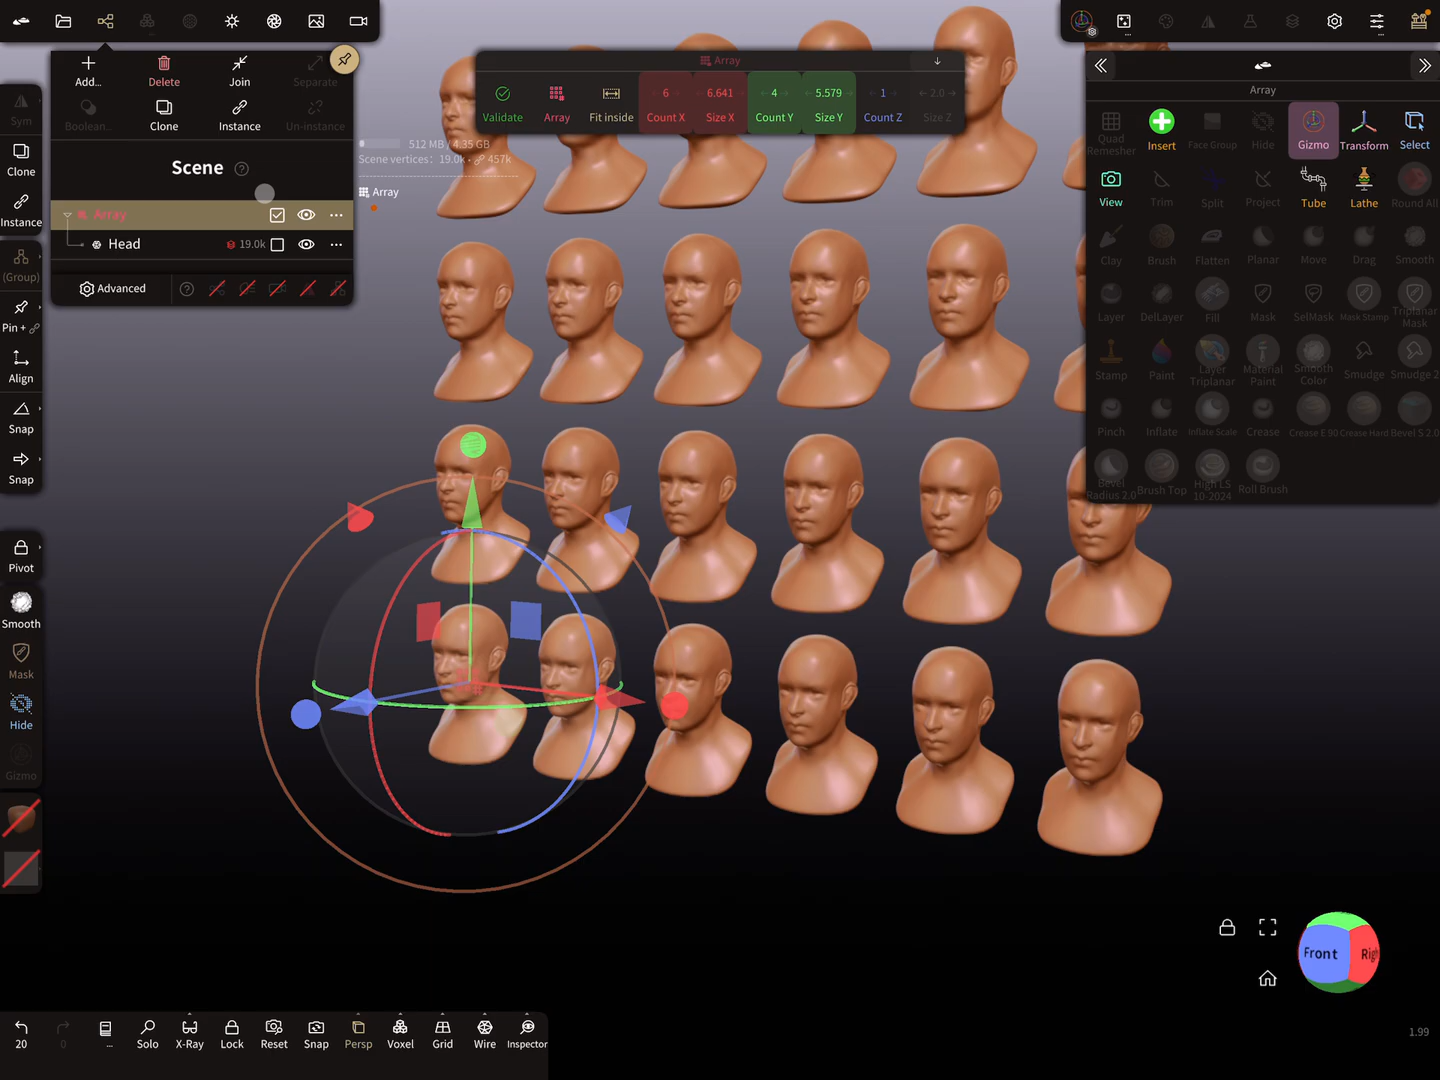 Add...
Delete
Join
Separate
Boolean...
Clone
Instance
Un-instance
Scene
Array
Head
19.0k
Advanced
Sym
Clone
Instance
(Group)
Pin +
Align
Snap
Snap
Pivot
Smooth
Mask
Hide
Gizmo
512 MB / 4.35 GB
Scene vertices: 19.0k • 457k
Array
Array
Validate
Array
Fit inside
6
Count X
6.641
Size X
4
Count Y
5.579
Size Y
1
Count Z
2.0
Size Z
Array
Quad Remesher
Insert
Face Group
Hide
Gizmo
Transform
Select
View
Trim
Split
Project
Tube
Lathe
Round All
Clay
Brush
Flatten
Planar
Move
Drag
Smooth
Layer
DelLayer
Fill
Mask
SelMask
Mask Stamp
Triplanar Mask
Stamp
Paint
Layer Triplanar
Material Paint
Smooth Color
Smudge
Smudge 2
Pinch
Inflate
Inflate Scale
Crease
Crease E 90
Crease Hard
Bevel S 2.0
Bevel Radius 2.0
Brush Top
High LS 10-2024
Roll Brush
Front
Righ
1.99
20
0
...
Solo
X-Ray
Lock
Reset
Snap
Persp
Voxel
Grid
Wire
Inspector